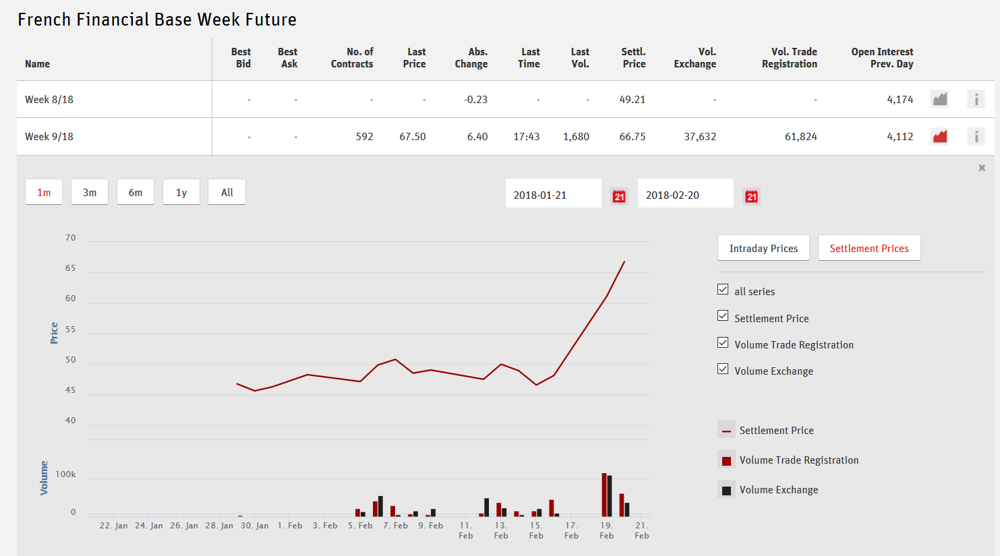 French Financial Base Week Future
Name Best Bid Best Ask No. of Contracts Last Price Abs. Change Last Time Last Vol. Settl. Price Vol. Exchange Vol. Trade Registration Open Interest Prev. Day
Week 8/18 - - - - -0.23 - - 49.21 - - 4,174
Week 9/18 - - 592 67.50 6.40 17:43 1,680 66.75 37,632 61,824 4,112
1m 3m 6m 1y All 2018-01-21 21 2018-02-20 21
Intraday Prices Settlement Prices
all series
Settlement Price
Volume Trade Registration
Volume Exchange
Price
70
65
60
55
50
45
40
Volume
100k
0
22. Jan 24. Jan 26. Jan 28. Jan 30. Jan 1. Feb 3. Feb 5. Feb 7. Feb 9. Feb 11. Feb 13. Feb 15. Feb 17. Feb 19. Feb 21. Feb
Settlement Price
Volume Trade Registration
Volume Exchange